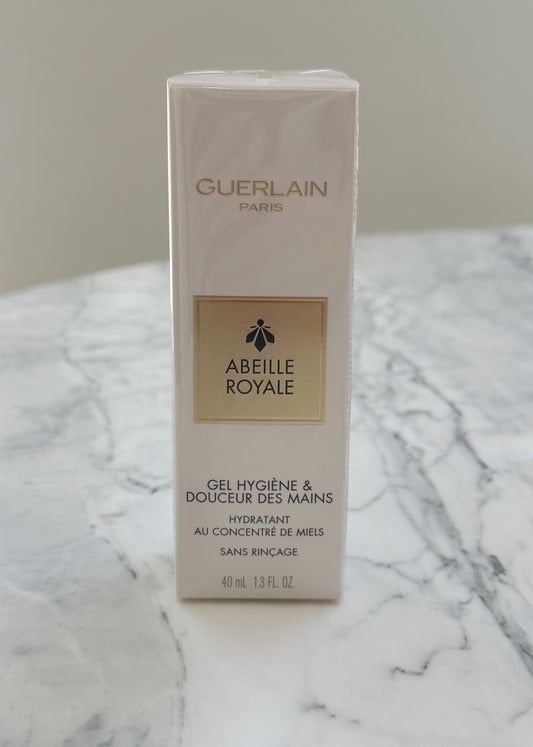 GUERLAIN
PARIS
ABEILLE
ROYALE
GEL HYGIÈNE &
DOUCEUR DES MAINS
HYDRATANT
AU CONCENTRÉ DE MIELS
SANS RINÇAGE
40 mL 1.3 FL. OZ.